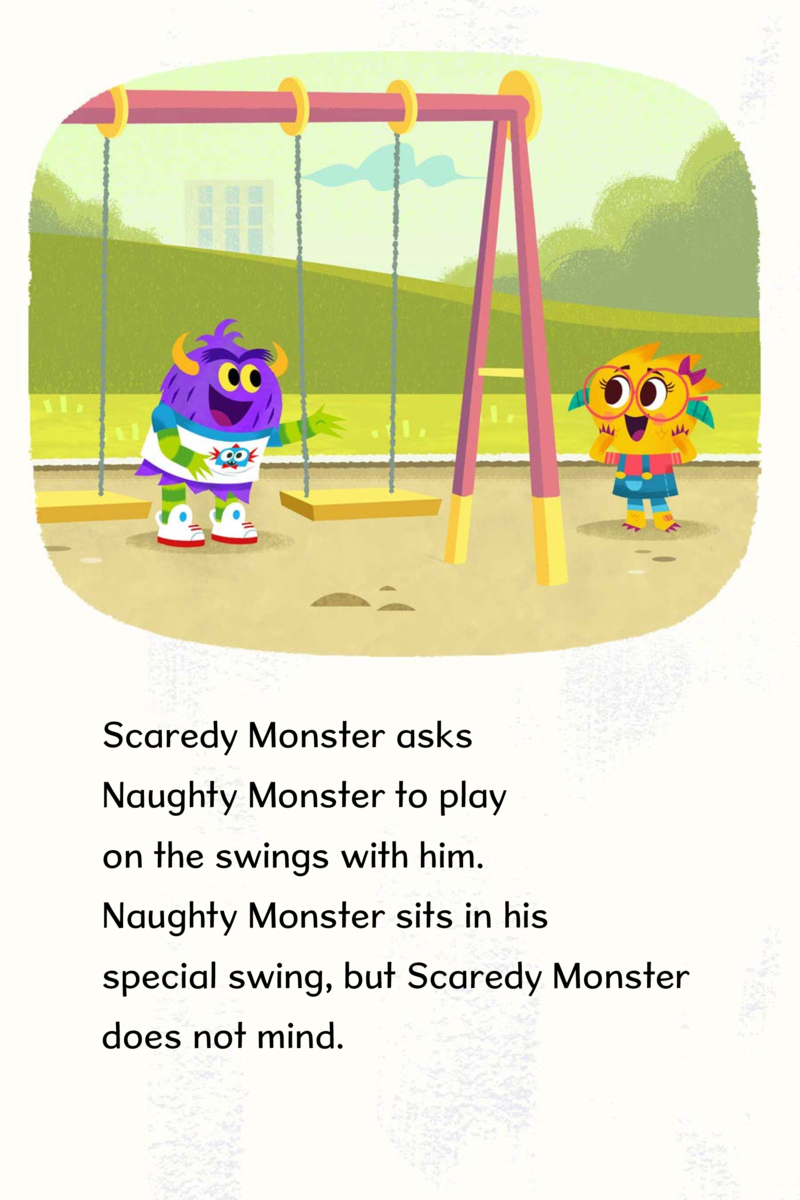 Scaredy Monster asks
Naughty Monster to play
on the swings with him.
Naughty Monster sits in his
special swing, but Scaredy Monster
does not mind.